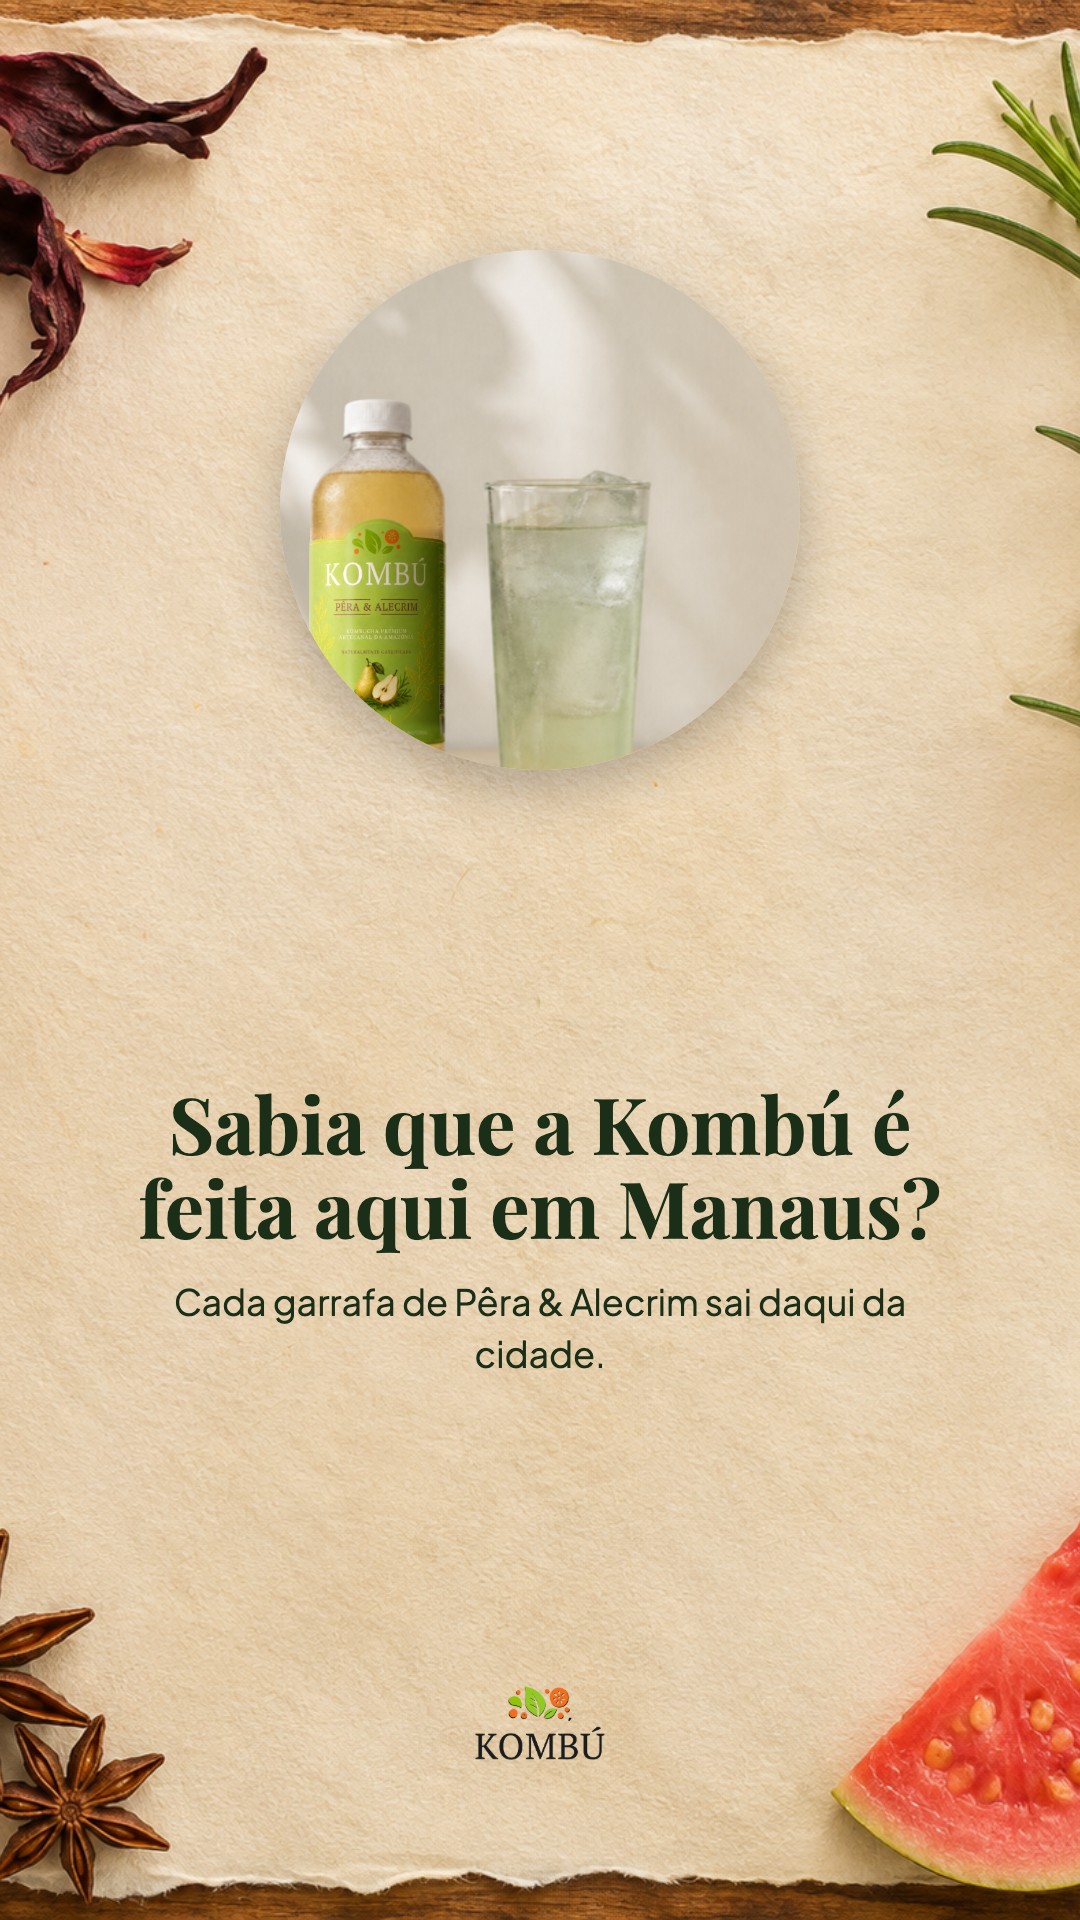 KOMBÚ
PÊRA & ALECRIM
Sabia que a Kombú é
feita aqui em Manaus?
Cada garrafa de Pêra & Alecrim sai daqui da
cidade.
KOMBÚ